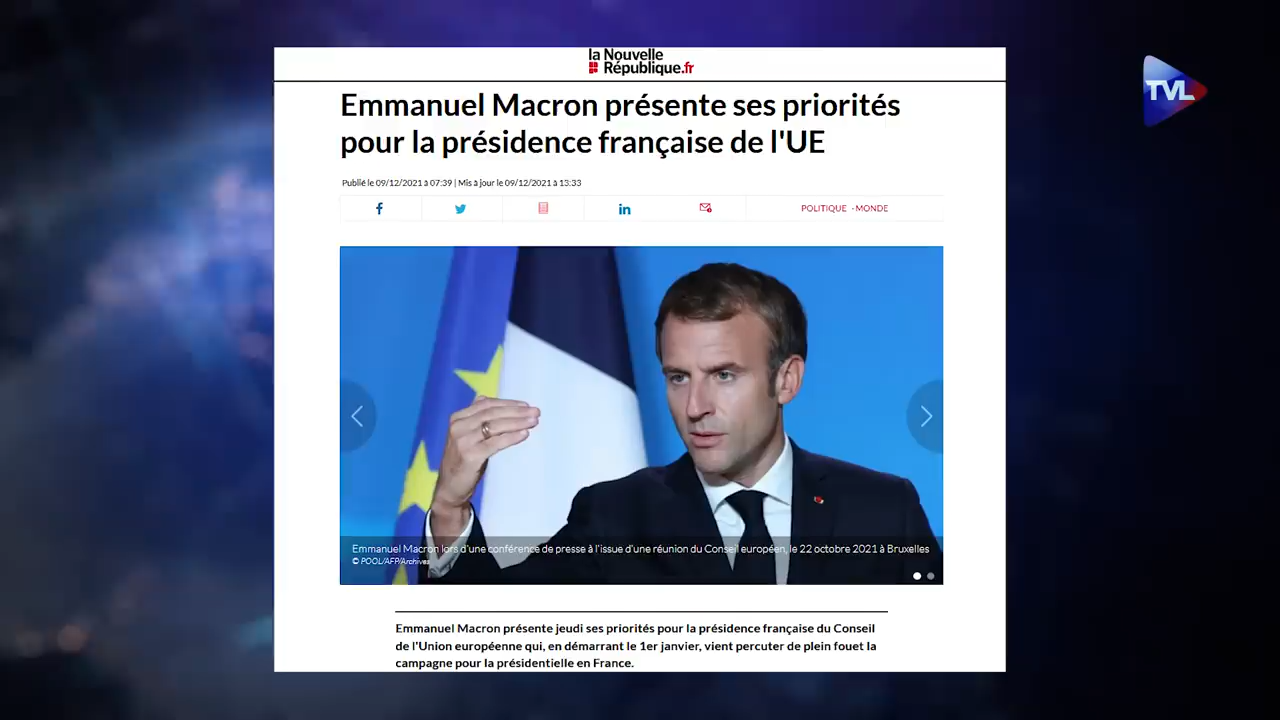 la Nouvelle
République.fr
TVL
Emmanuel Macron présente ses priorités
pour la présidence française de l'UE
Publié le 09/12/2021 à 07:39 | Mis à jour le 09/12/2021 à 13:33
POLITIQUE - MONDE
Emmanuel Macron lors d'une conférence de presse à l'issue d'une réunion du Conseil européen, le 22 octobre 2021 à Bruxelles
© POOL/AFP/Archives
Emmanuel Macron présente jeudi ses priorités pour la présidence française du Conseil
de l'Union européenne qui, en démarrant le 1er janvier, vient percuter de plein fouet la
campagne pour la présidentielle en France.